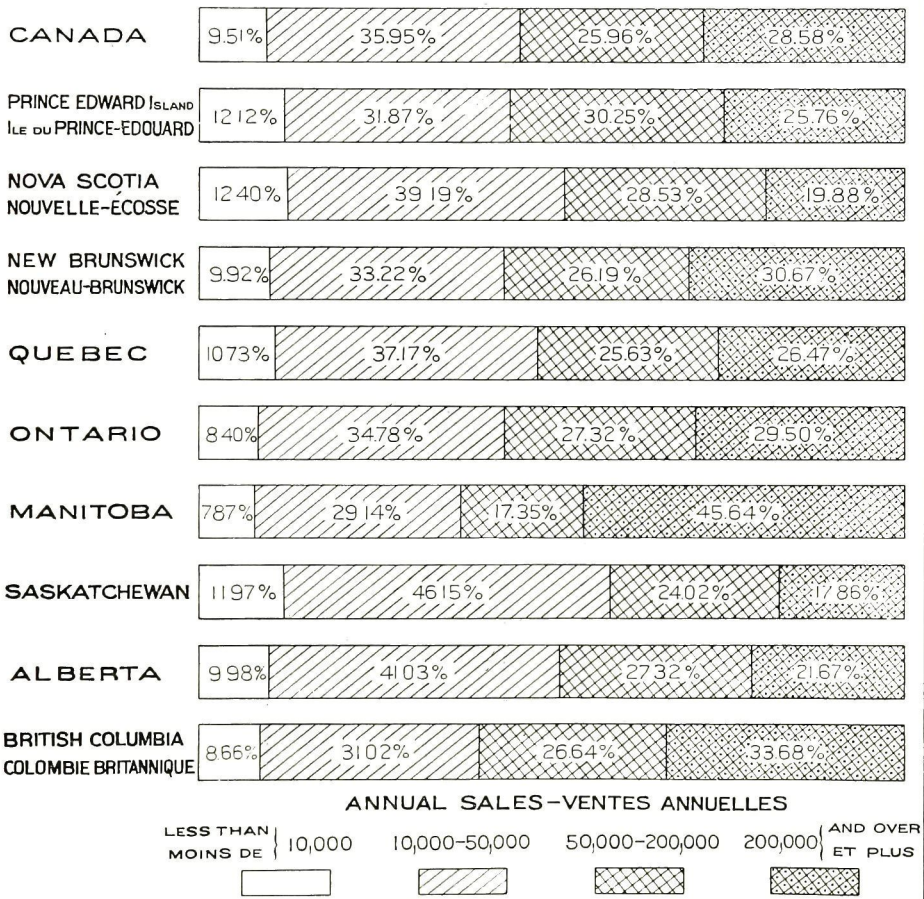 CANADA 9.51% 35.95% 25.96% 28.58%
PRINCE EDWARD ISLAND
ILE DU PRINCE-EDOUARD 12.12% 31.87% 30.25% 25.76%
NOVA SCOTIA
NOUVELLE-ÉCOSSE 12.40% 39.19% 28.53% 19.88%
NEW BRUNSWICK
NOUVEAU-BRUNSWICK 9.92% 33.22% 26.19% 30.67%
QUEBEC 10.73% 37.17% 25.63% 26.47%
ONTARIO 8.40% 34.78% 27.32% 29.50%
MANITOBA 7.87% 29.14% 17.35% 45.64%
SASKATCHEWAN 11.97% 46.15% 24.02% 17.86%
ALBERTA 9.98% 41.03% 27.32% 21.67%
BRITISH COLUMBIA
COLOMBIE BRITANNIQUE 8.66% 31.02% 26.64% 33.68%
ANNUAL SALES-VENTES ANNUELLES
LESS THAN
MOINS DE 10,000 10,000-50,000 50,000-200,000 200,000 AND OVER
ET PLUS